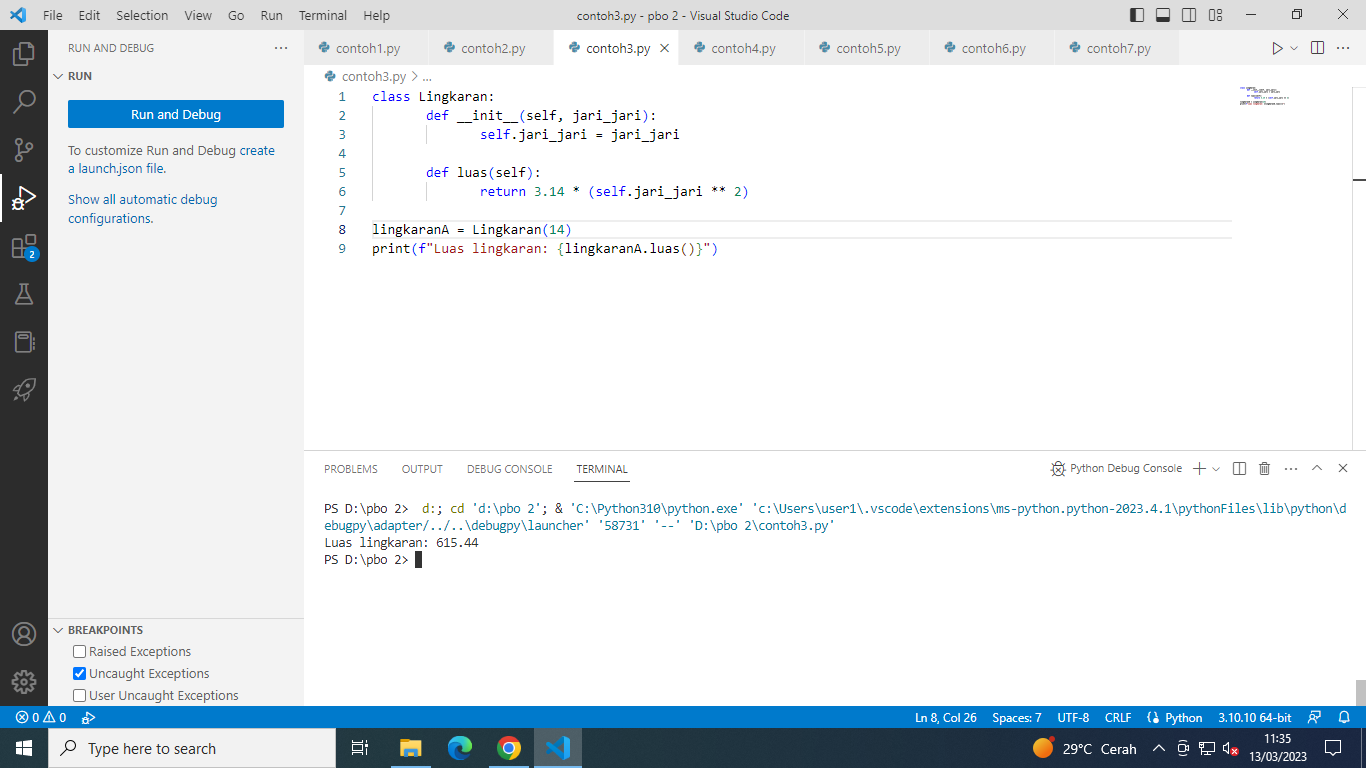 File Edit Selection View Go Run Terminal Help contoh3.py - pbo 2 - Visual Studio Code
RUN AND DEBUG ...
RUN
Run and Debug
To customize Run and Debug create
a launch.json file.
Show all automatic debug
configurations.
2
BREAKPOINTS
Raised Exceptions
Uncaught Exceptions
User Uncaught Exceptions
contoh1.py contoh2.py contoh3.py contoh4.py contoh5.py contoh6.py contoh7.py
contoh3.py > ...
1 class Lingkaran:
2 def __init__(self, jari_jari):
3 self.jari_jari = jari_jari
4
5 def luas(self):
6 return 3.14 * (self.jari_jari ** 2)
7
8 lingkaranA = Lingkaran(14)
9 print(f"Luas lingkaran: {lingkaranA.luas()}")
PROBLEMS OUTPUT DEBUG CONSOLE TERMINAL Python Debug Console
PS D:\pbo 2>  d:; cd 'd:\pbo 2'; & 'C:\Python310\python.exe' 'c:\Users\user1\.vscode\extensions\ms-python.python-2023.4.1\pythonFiles\lib\python\d
ebugpy\adapter/../..\debugpy\launcher' '58731' '--' 'D:\pbo 2\contoh3.py'
Luas lingkaran: 615.44
PS D:\pbo 2>
0 0 Ln 8, Col 26 Spaces: 7 UTF-8 CRLF Python 3.10.10 64-bit
Type here to search 29°C Cerah 11:35
13/03/2023